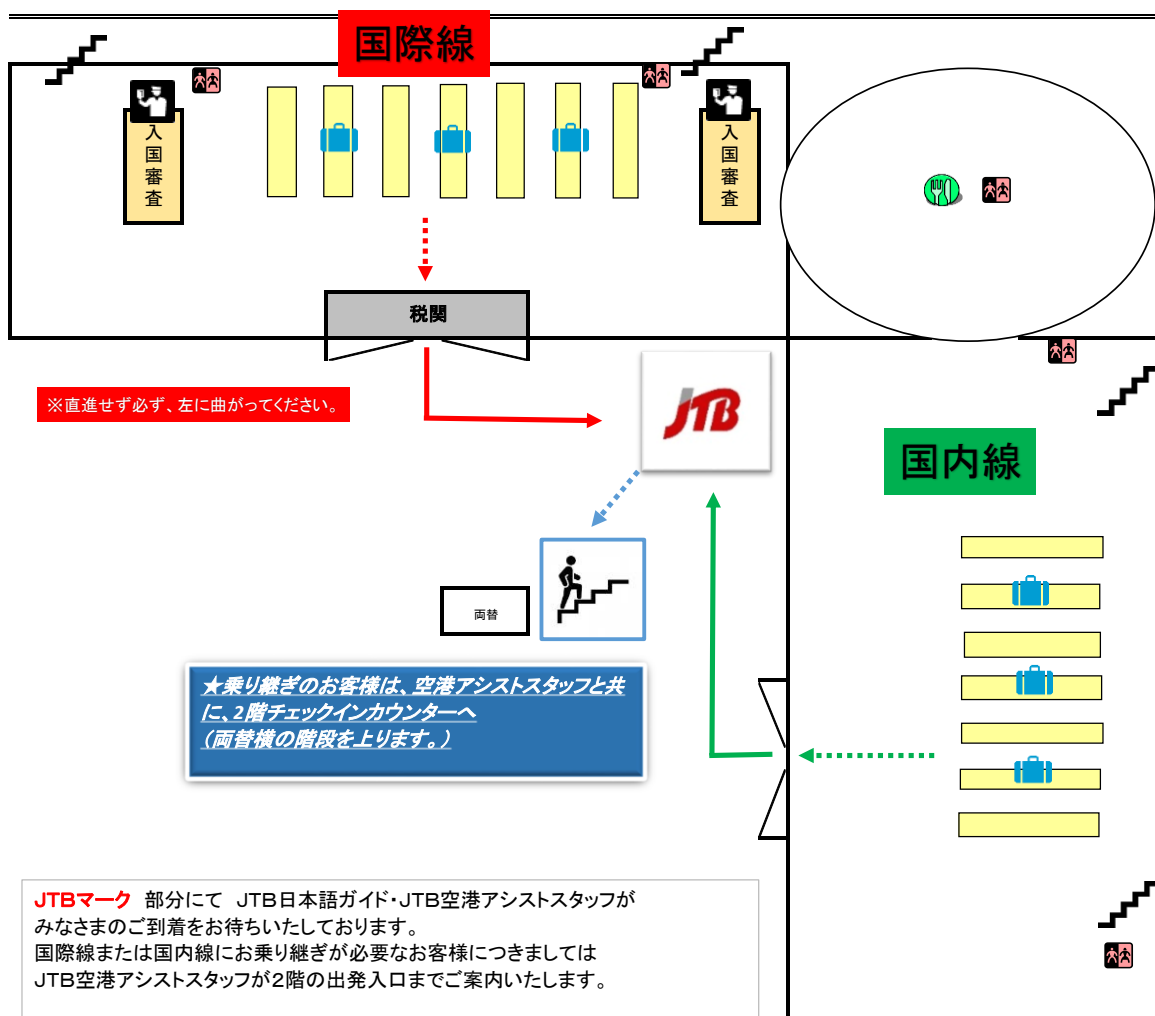 国際線
入国審査
入国審査
税関
※直進せず必ず、左に曲がってください。
JTB
国内線
両替
★乗り継ぎのお客様は、空港アシストスタッフと共
に、2階チェックインカウンターへ
(両替横の階段を上ります。)
JTBマーク 部分にて JTB日本語ガイド・JTB空港アシストスタッフが
みなさまのご到着をお待ちいたしております。
国際線または国内線にお乗り継ぎが必要なお客様につきましては
JTB空港アシストスタッフが2階の出発入口までご案内いたします。